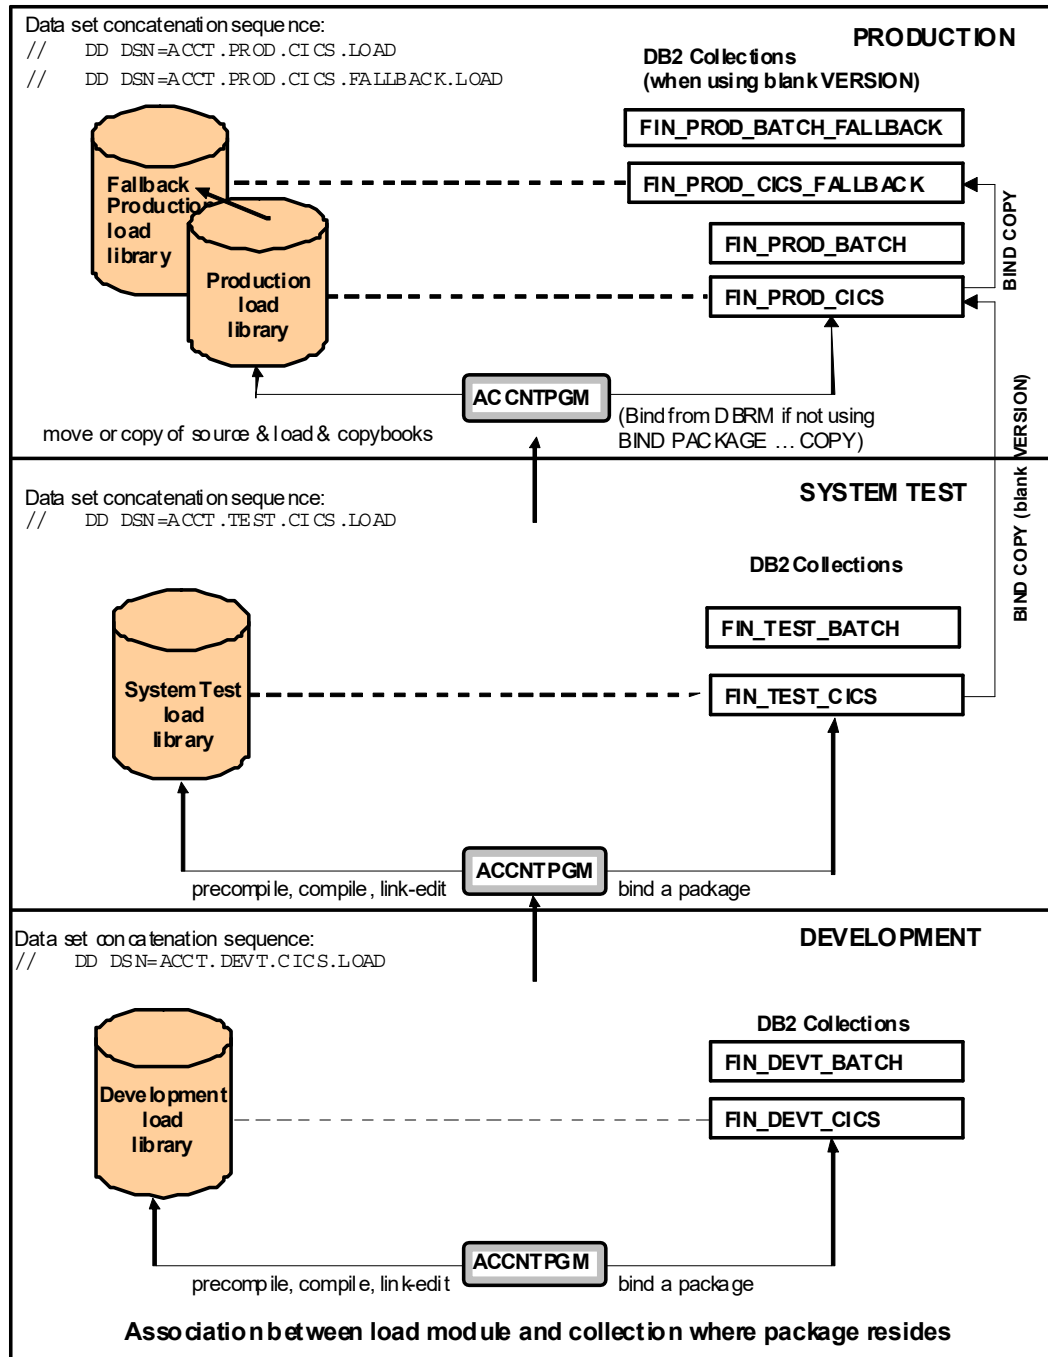 Data set concatenation sequence:
// DD DSN=ACCT.PROD.CICS.LOAD
// DD DSN=ACCT.PROD.CICS.FALLBACK.LOAD
PRODUCTION
DB2 Collections
(when using blank VERSION)
FIN_PROD_BATCH_FALLBACK
FIN_PROD_CICS_FALLBACK
FIN_PROD_BATCH
FIN_PROD_CICS
BIND COPY
Fallback
Production
load
library
Production
load
library
ACCNTPGM
move or copy of source & load & copybooks
(Bind from DBRM if not using
BIND PACKAGE ... COPY)
BIND COPY (blank VERSION)
Data set concatenation sequence:
// DD DSN=ACCT.TEST.CICS.LOAD
SYSTEM TEST
DB2 Collections
FIN_TEST_BATCH
FIN_TEST_CICS
System Test
load
library
ACCNTPGM
precompile, compile, link-edit
bind a package
Data set concatenation sequence:
// DD DSN=ACCT.DEVT.CICS.LOAD
DEVELOPMENT
DB2 Collections
FIN_DEVT_BATCH
FIN_DEVT_CICS
Development
load
library
ACCNTPGM
precompile, compile, link-edit
bind a package
Association between load module and collection where package resides